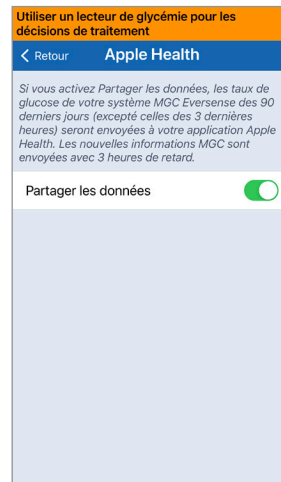 Utiliser un lecteur de glycémie pour les
décisions de traitement
Retour Apple Health
Si vous activez Partager les données, les taux de
glucose de votre système MGC Eversense des 90
derniers jours (excepté celles des 3 dernières
heures) seront envoyées à votre application Apple
Health. Les nouvelles informations MGC sont
envoyées avec 3 heures de retard.
Partager les données